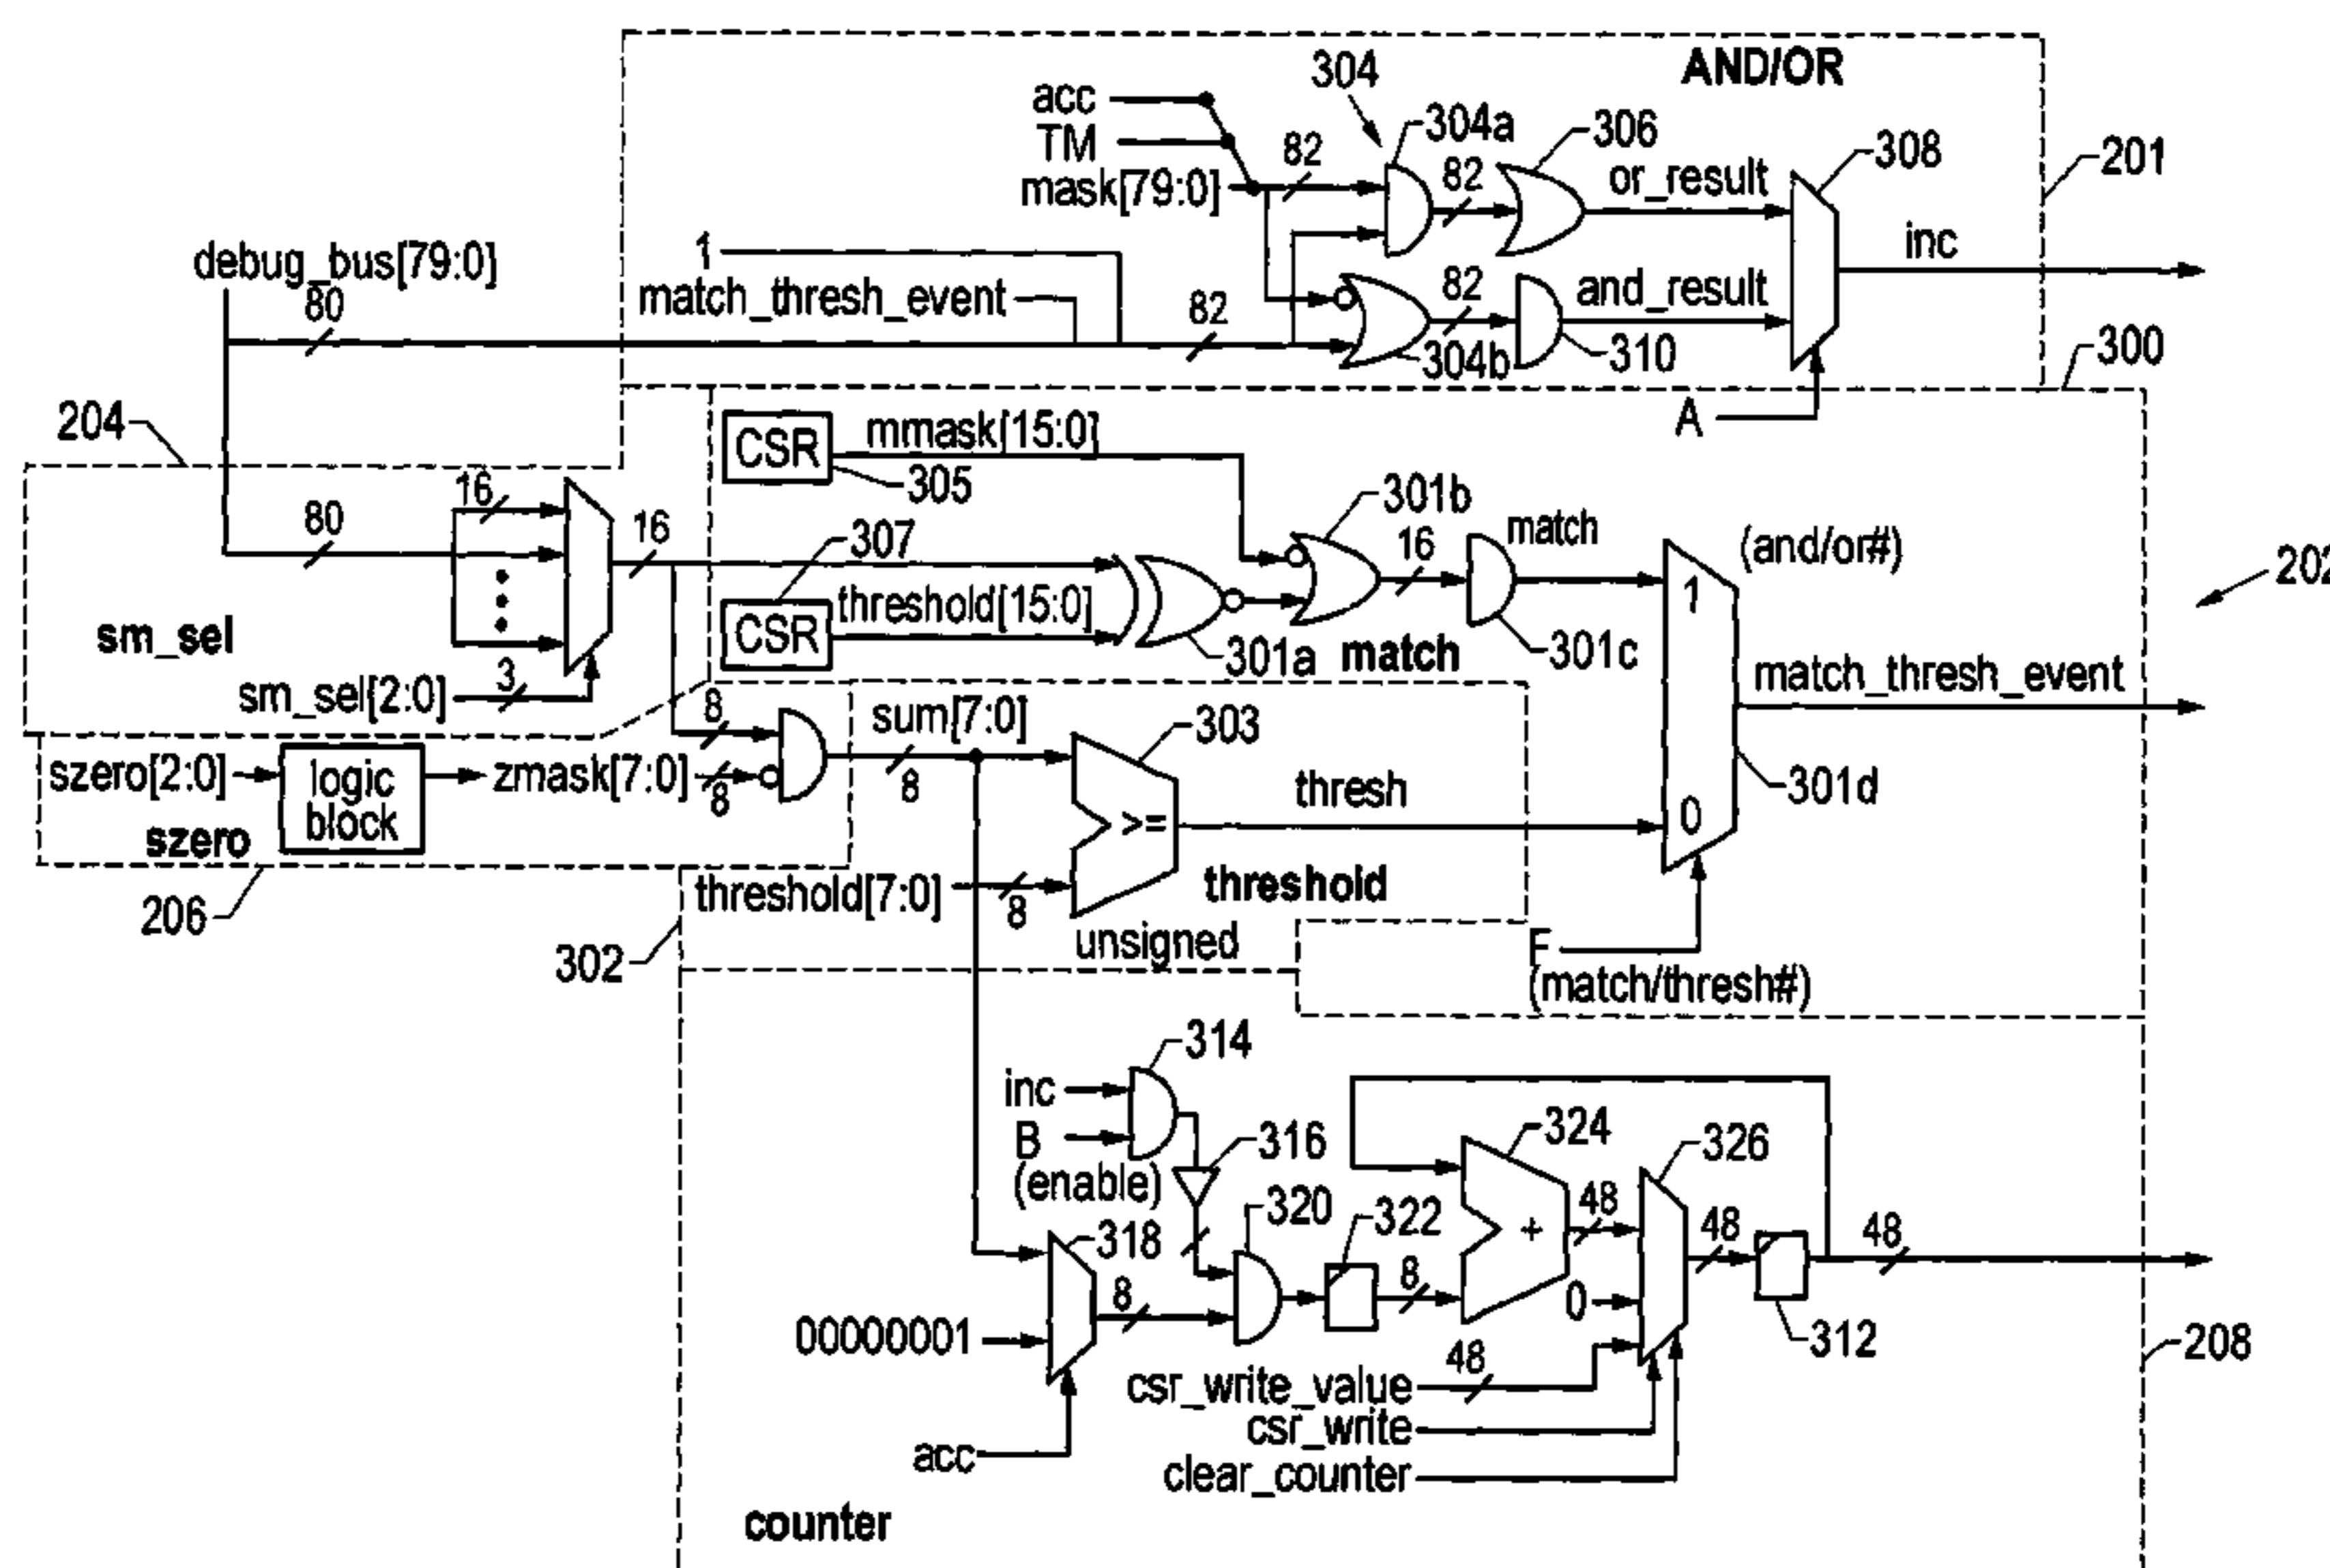 AND/OR
304
acc
304a
306
308
201
TM
82
82
or_result
mask[79:0]
inc
debug_bus[79:0]
1
80
match_thresh_event
82
82
and_result
304b
310
300
204
A
CSR
mmask[15:0]
305
16
80
16
307
301b
16
match
(and/or#)
202
1
CSR
threshold[15:0]
sm_sel
301a
match
301c
match_thresh_event
3
sm_sel[2:0]
8
sum[7:0]
303
szero[2:0]
logic
block
zmask[7:0]
8
8
thresh
301d
>=
0
szero
threshold[7:0]
8
threshold
206
302
unsigned
F
(match/thresh#)
314
inc
B
(enable)
316
324
326
320
322
48
48
48
318
+
8
8
0
00000001
312
208
48
csr_write_value
csr_write
acc
clear_counter
counter